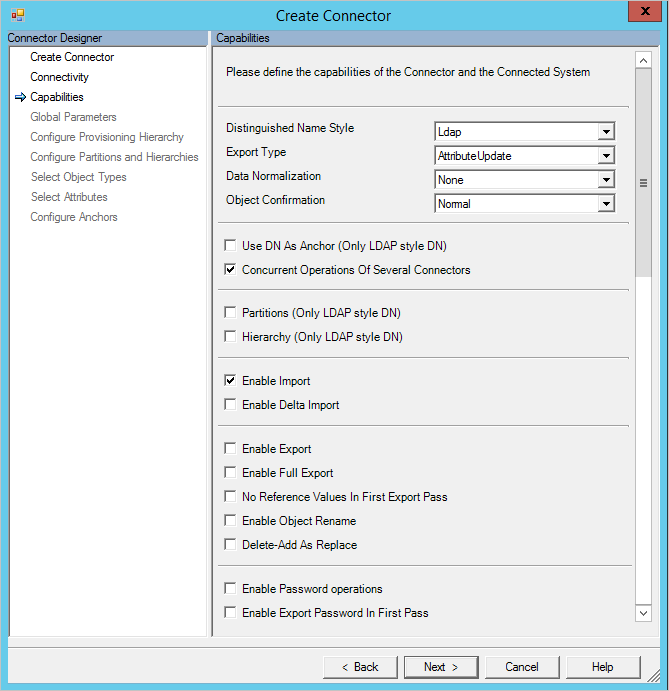 Create Connector
x
Connector Designer
Create Connector
Connectivity
Capabilities
Global Parameters
Configure Provisioning Hierarchy
Configure Partitions and Hierarchies
Select Object Types
Select Attributes
Configure Anchors
Capabilities
Please define the capabilities of the Connector and the Connected System
Distinguished Name Style Ldap
Export Type AttributeUpdate
Data Normalization None
Object Confirmation Normal
Use DN As Anchor (Only LDAP style DN)
Concurrent Operations Of Several Connectors
Partitions (Only LDAP style DN)
Hierarchy (Only LDAP style DN)
Enable Import
Enable Delta Import
Enable Export
Enable Full Export
No Reference Values In First Export Pass
Enable Object Rename
Delete-Add As Replace
Enable Password operations
Enable Export Password In First Pass
< Back Next > Cancel Help